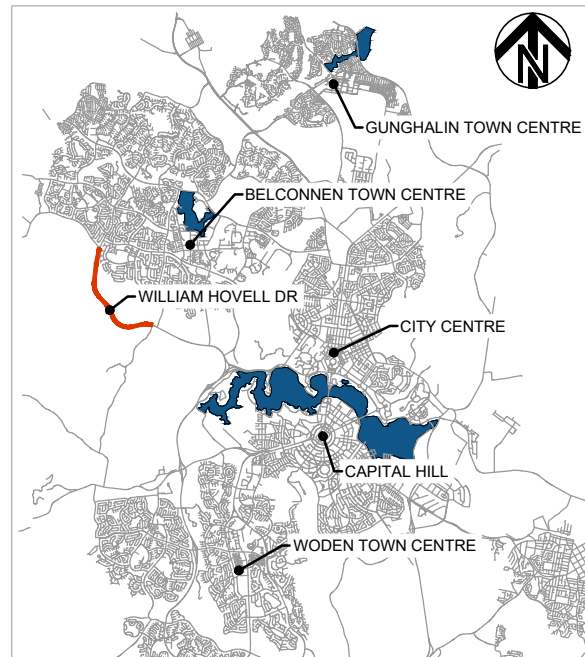 N
GUNGHALIN TOWN CENTRE
BELCONNEN TOWN CENTRE
WILLIAM HOVELL DR
CITY CENTRE
CAPITAL HILL
WODEN TOWN CENTRE